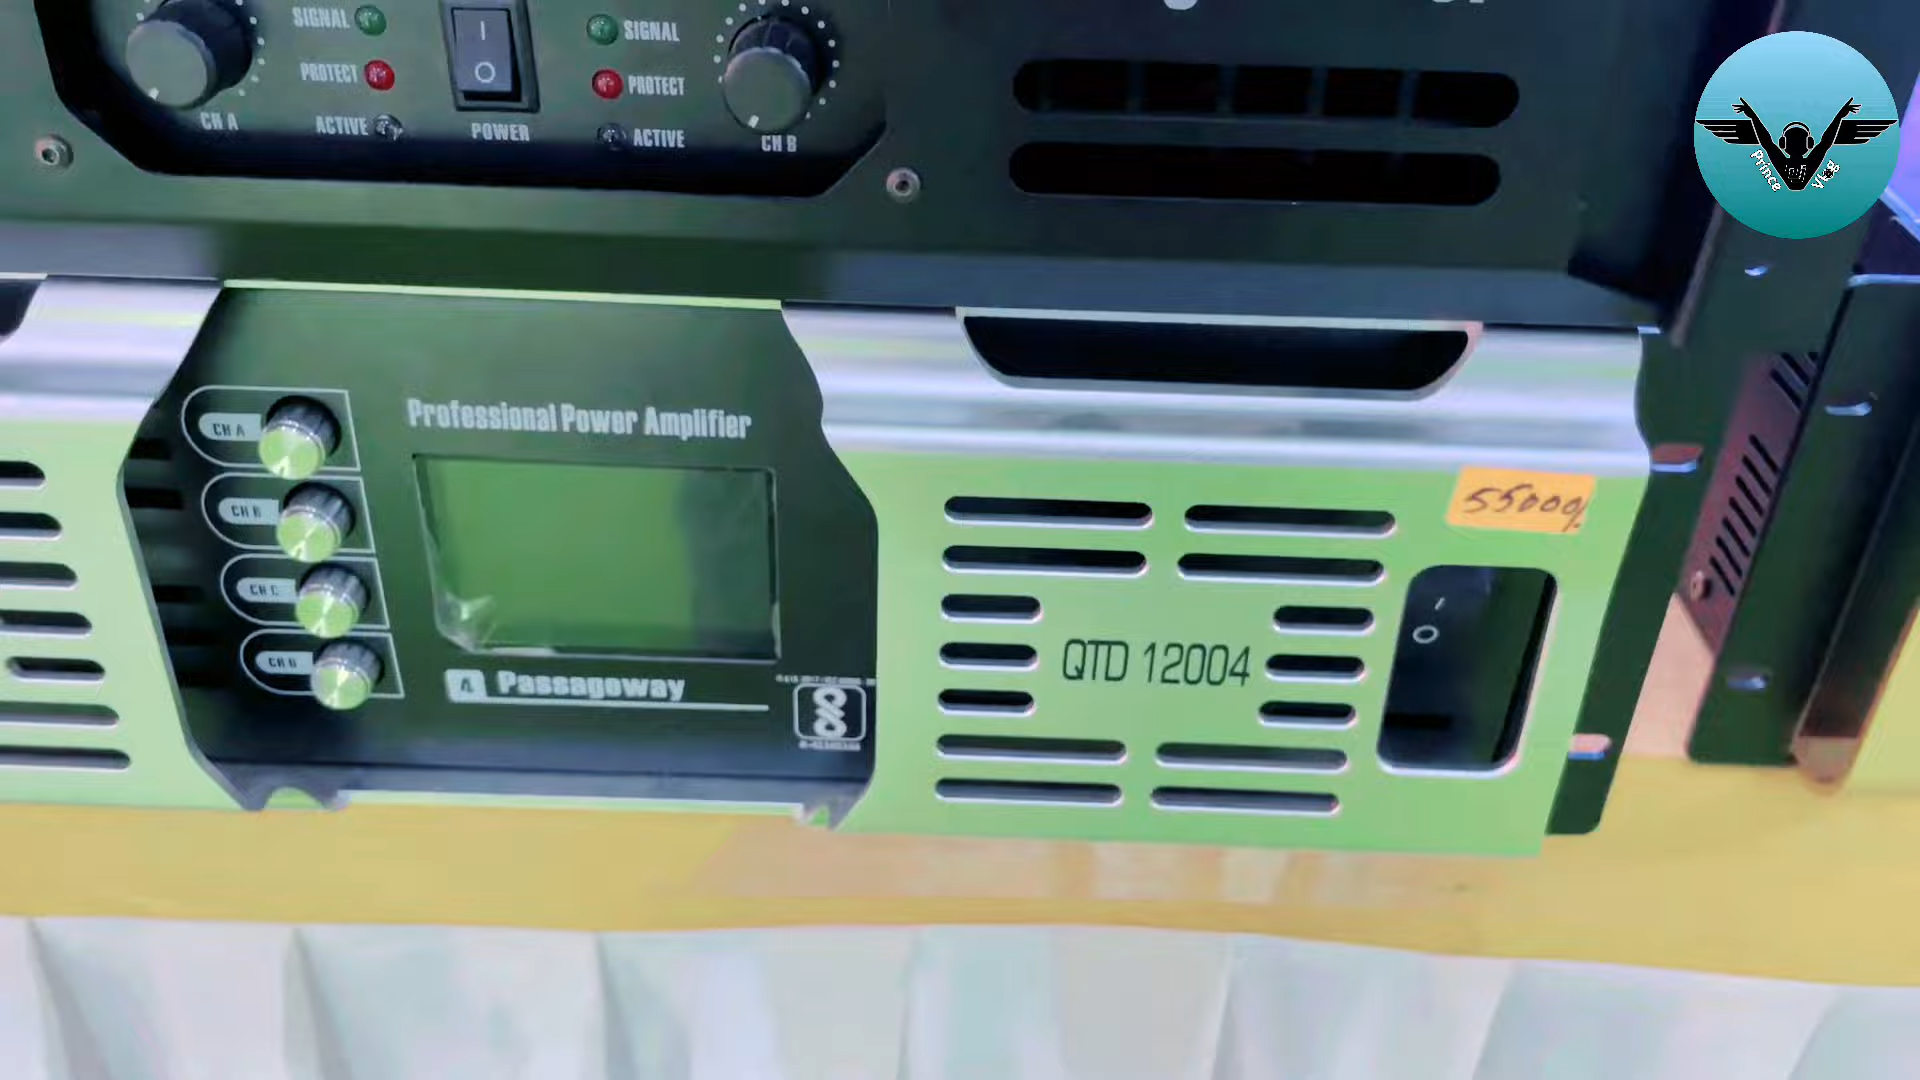 SIGNAL
PROTECT
ACTIVE
CH A
POWER
SIGNAL
PROTECT
ACTIVE
CH B
Prince
Vlog
Professional Power Amplifier
CH A
CH B
CH C
CH D
4 Passageway
QTD 12004